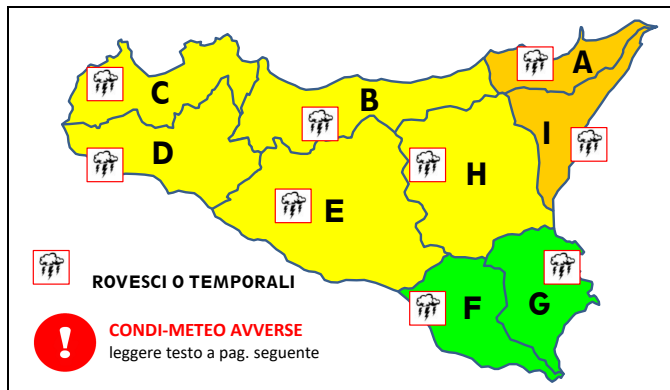 A
C
B
I
D
H
E
F
G
ROVESCI O TEMPORALI
!
CONDI-METEO AVVERSE
leggere testo a pag. seguente